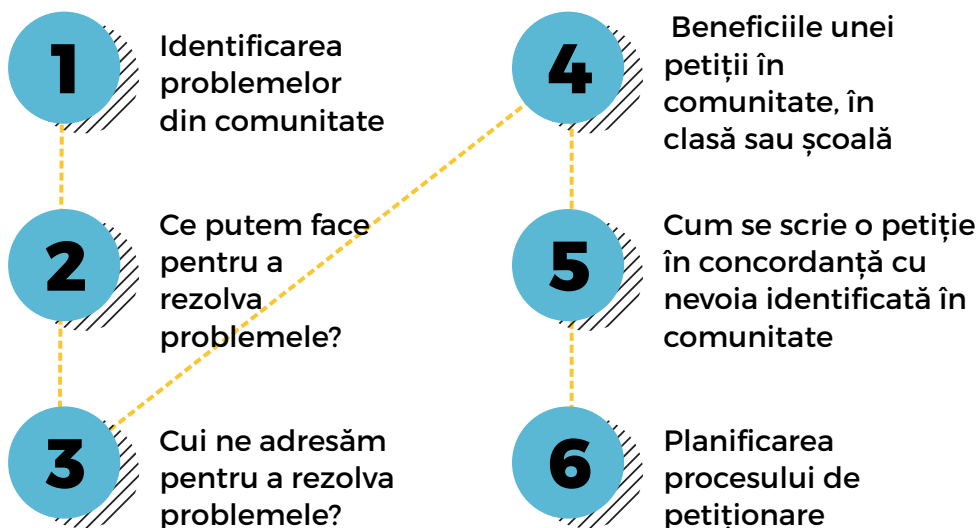 1
Identificarea
problemelor
din comunitate
2
Ce putem face
pentru a
rezolva
problemele?
3
Cui ne adresăm
pentru a rezolva
problemele?
4
Beneficiile unei
petiții în
comunitate, în
clasă sau școală
5
Cum se scrie o petiție
în concordanță cu
nevoia identificată în
comunitate
6
Planificarea
procesului de
petiționare